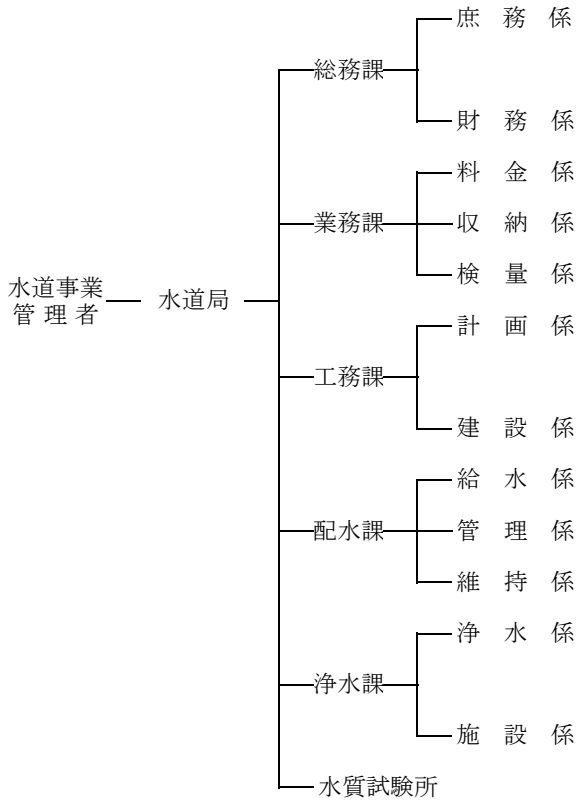 水道事業
管理者
水道局
総務課
庶務係
財務係
業務課
料金係
収納係
検量係
工務課
計画係
建設係
配水課
給水係
管理係
維持係
浄水課
浄水係
施設係
水質試験所